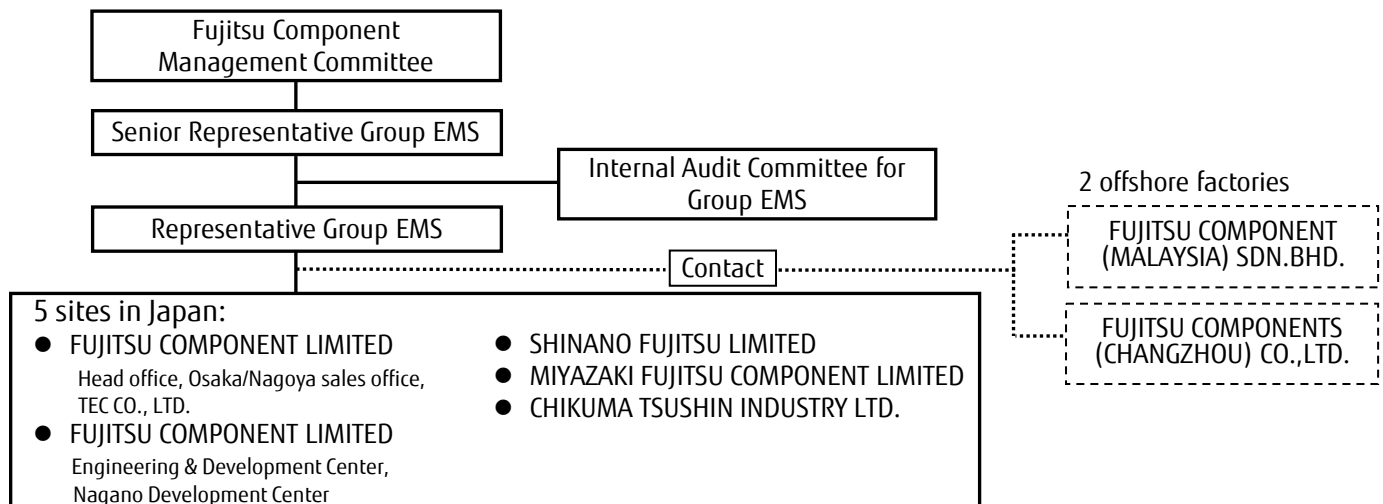 Fujitsu Component
Management Committee
Senior Representative Group EMS
Internal Audit Committee for
Group EMS
Representative Group EMS
Contact
2 offshore factories
FUJITSU COMPONENT
(MALAYSIA) SDN.BHD.
FUJITSU COMPONENTS
(CHANGZHOU) CO.,LTD.
5 sites in Japan:
● FUJITSU COMPONENT LIMITED
Head office, Osaka/Nagoya sales office,
TEC CO., LTD.
● FUJITSU COMPONENT LIMITED
Engineering & Development Center,
Nagano Development Center
● SHINANO FUJITSU LIMITED
● MIYAZAKI FUJITSU COMPONENT LIMITED
● CHIKUMA TSUSHIN INDUSTRY LTD.